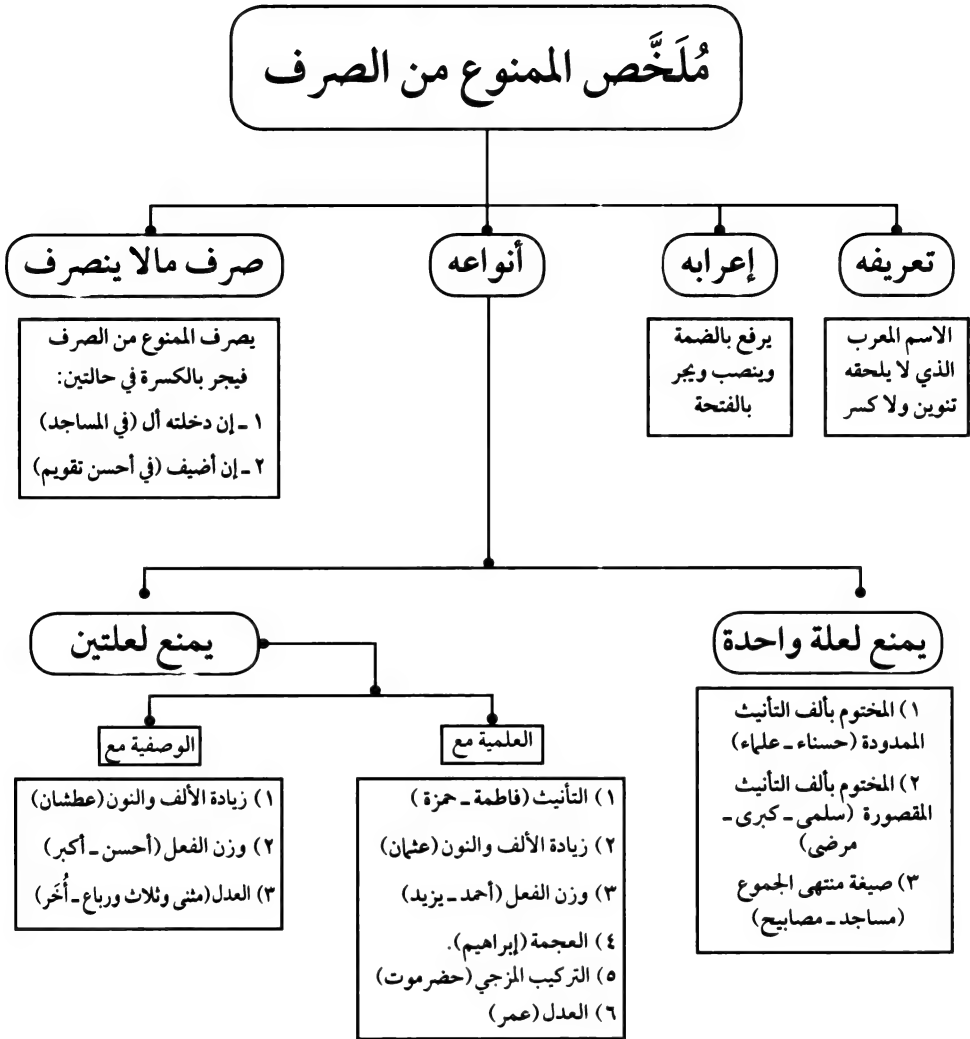 مُلَخَّص الممنوع من الصرف
تعريفه
الاسم المعرب
الذي لا يلحقه
تنوين ولا كسر
إعرابه
يرفع بالضمة
وينصب ويجر
بالفتحة
أنواعه
صرف مالا ينصرف
يصرف الممنوع من الصرف
فيجر بالكسرة في حالتين:
١ - إن دخلته أل (في المساجد)
٢ - إن أضيف (في أحسن تقويم)
يمنع لعلة واحدة
١) المختوم بألف التأنيث
الممدودة (حسناء - علماء)
٢) المختوم بألف التأنيث
المقصورة (سلمى - كبرى -
مرضى)
٣) صيغة منتهى الجموع
(مساجد - مصابيح)
يمنع لعلتين
العلمية مع
١) التأنيث (فاطمة - حمزة)
٢) زيادة الألف والنون (عثمان)
٣) وزن الفعل (أحمد - يزيد)
٤) العجمة (إبراهيم).
٥) التركيب المزجي (حضرموت)
٦) العدل (عمر)
الوصفية مع
١) زيادة الألف والنون (عطشان)
٢) وزن الفعل (أحسن - أكبر)
٣) العدل (مثنى وثلاث ورباع - أُخَر)